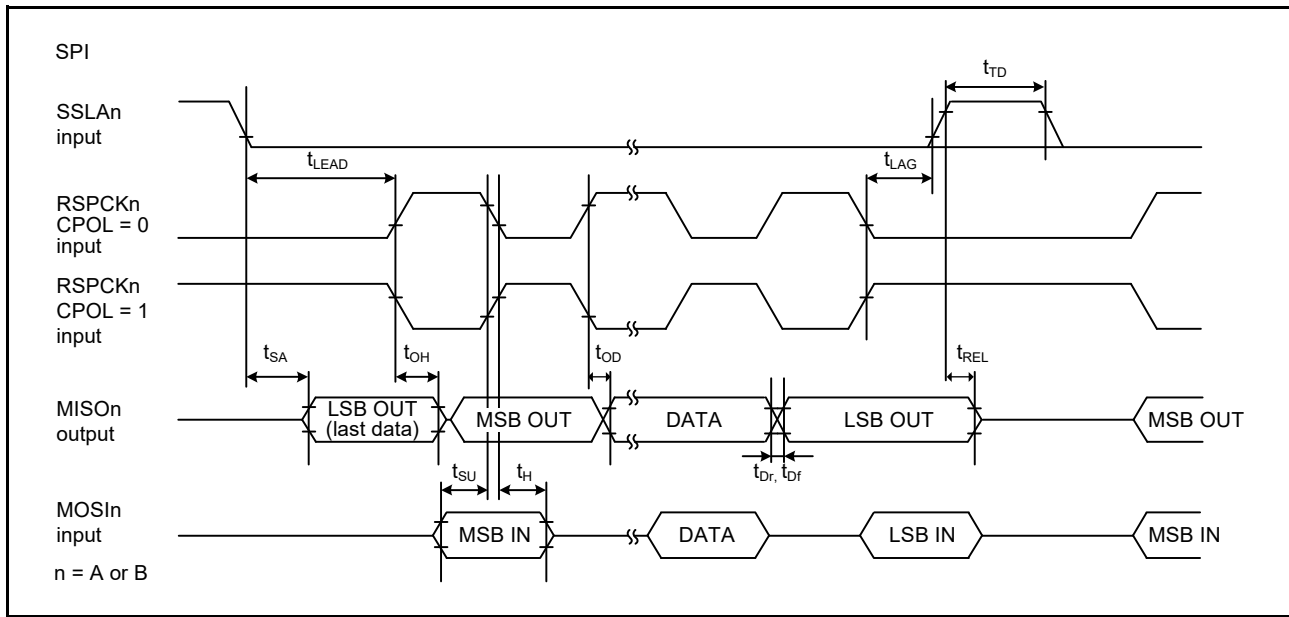 SPI
tTD
SSLAn
input
tLEAD
tLAG
RSPCKn
CPOL = 0
input
RSPCKn
CPOL = 1
input
tSA
tOH
tOD
tREL
MISOn
output
LSB OUT
(last data)
MSB OUT
DATA
LSB OUT
MSB OUT
tSU
tH
tDr, tDf
MOSIn
input
MSB IN
DATA
LSB IN
MSB IN
n = A or B